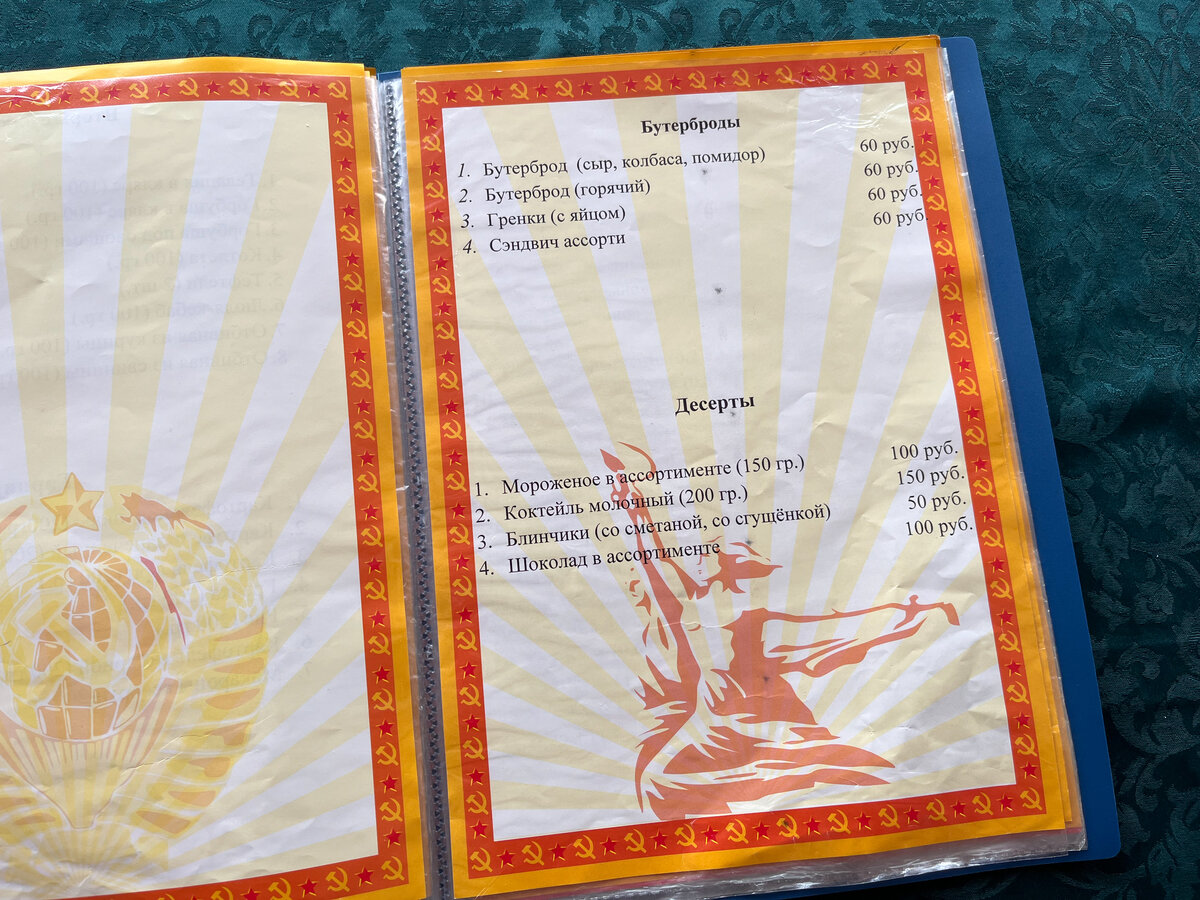 Бутерброды
1. Бутерброд (сыр, колбаса, помидор) 60 руб.
2. Бутерброд (горячий) 60 руб.
3. Гренки (с яйцом) 60 руб.
4. Сэндвич ассорти 60 руб.
Десерты
1. Мороженое в ассортименте (150 гр.) 100 руб.
2. Коктейль молочный (200 гр.) 150 руб.
3. Блинчики (со сметаной, со сгущёнкой) 50 руб.
4. Шоколад в ассортименте 100 руб.